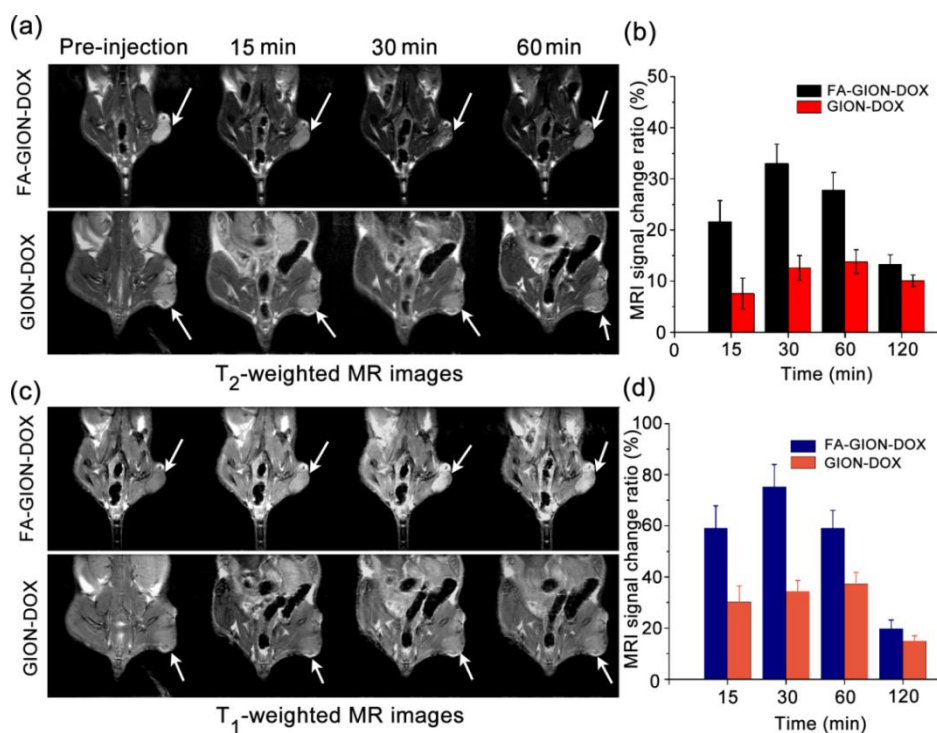 (a)
Pre-injection 15 min 30 min 60 min
FA-GION-DOX
GION-DOX
T2-weighted MR images
(b)
MRI signal change ratio (%)
50
40
30
20
10
0
FA-GION-DOX
GION-DOX
15 30 60 120
Time (min)
(c)
FA-GION-DOX
GION-DOX
T1-weighted MR images
(d)
MRI signal change ratio (%)
100
80
60
40
20
0
FA-GION-DOX
GION-DOX
15 30 60 120
Time (min)